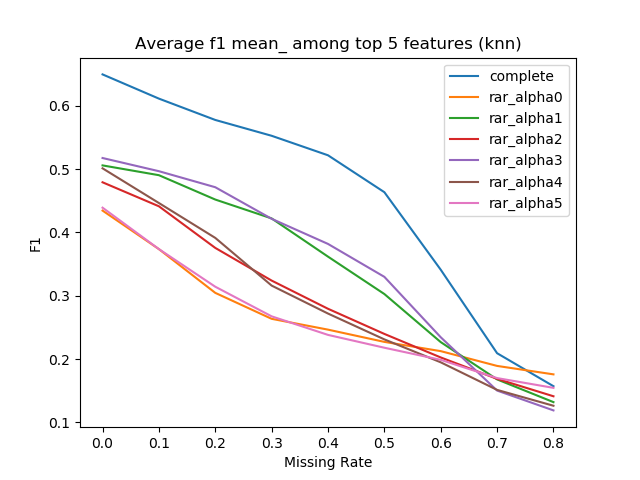 Average f1 mean_ among top 5 features (knn)
complete
rar_alpha0
rar_alpha1
rar_alpha2
rar_alpha3
rar_alpha4
rar_alpha5
F1
0.6
0.5
0.4
0.3
0.2
0.1
0.0 0.1 0.2 0.3 0.4 0.5 0.6 0.7 0.8
Missing Rate